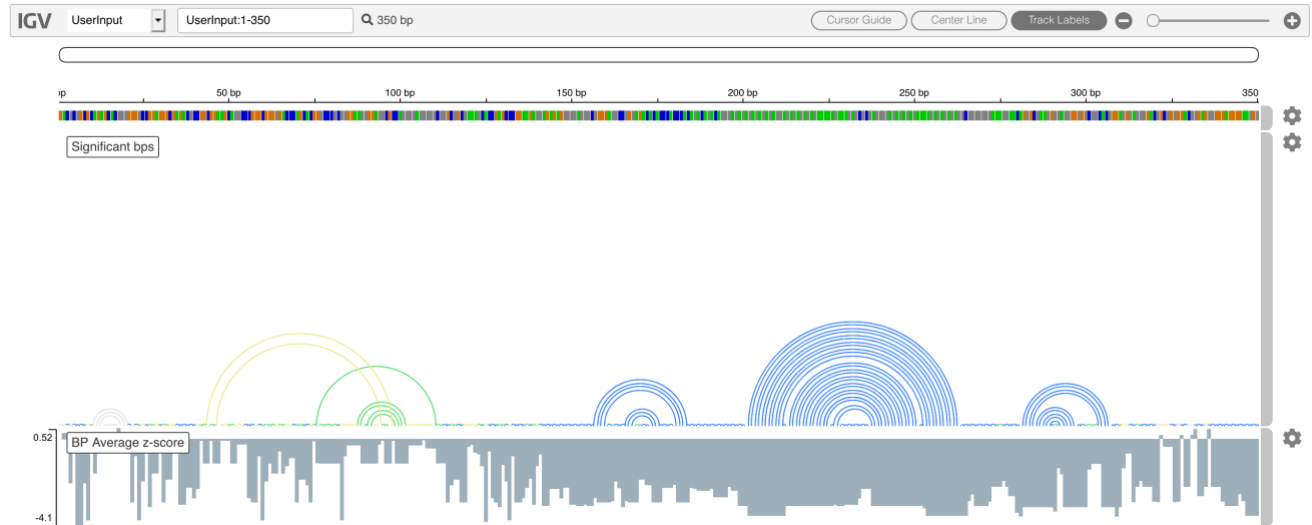 IGV UserInput UserInput:1-350 350 bp Cursor Guide Center Line Track Labels
50 bp 100 bp 150 bp 200 bp 250 bp 300 bp 350
Significant bps
0.52
BP Average z-score
-4.1